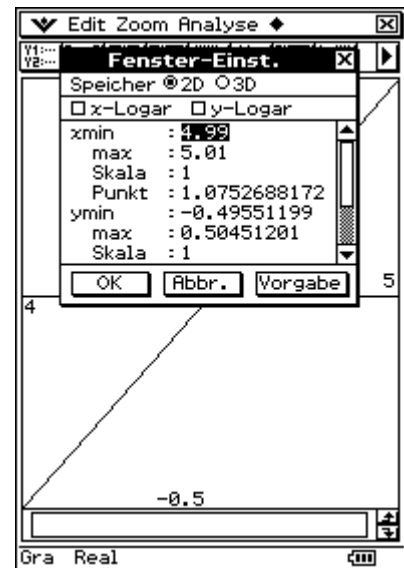 Edit Zoom Analyse ◆
Y1:...
Y2:...
Fenster-Einst.
Speicher 2D 3D
x-Logar y-Logar
xmin :4.99
max :5.01
Skala :1
Punkt :1.0752688172
ymin :-0.49551199
max :0.50451201
Skala :1
OK Abbr. Vorgabe
5
4
-0.5
Gra Real